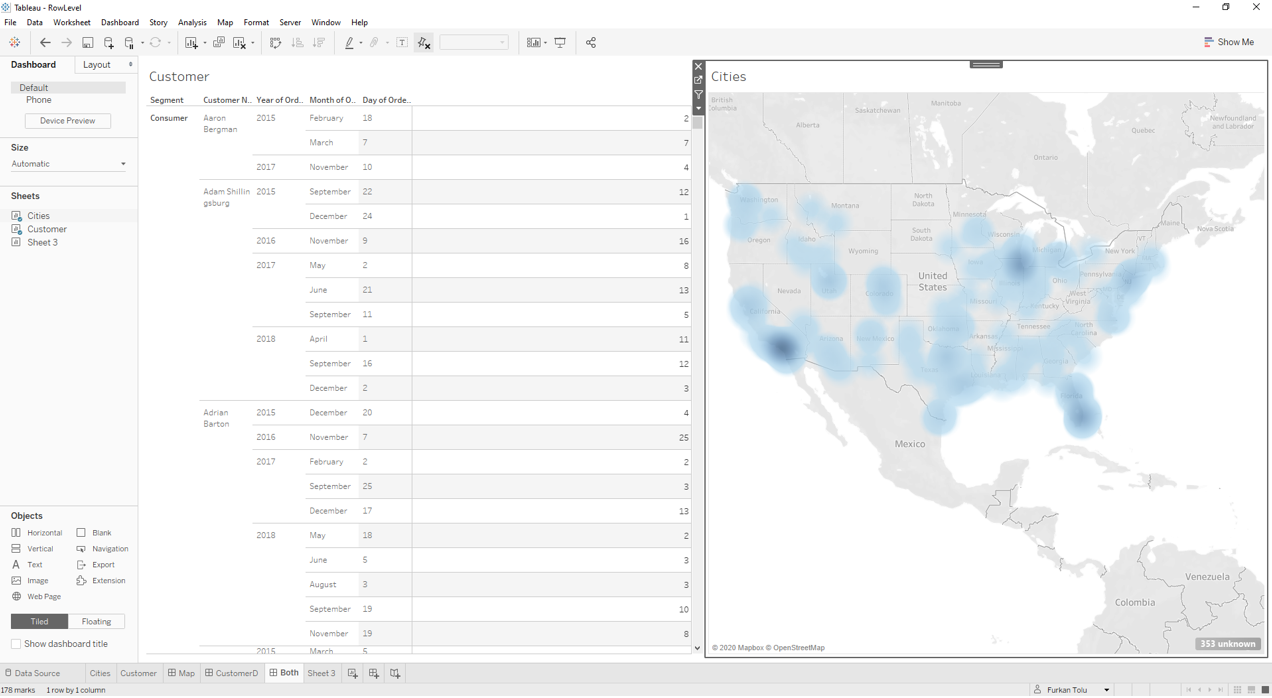 Tableau - RowLevel
File Data Worksheet Dashboard Story Analysis Map Format Server Window Help
Show Me
Dashboard Layout
Default
Phone
Device Preview
Size
Automatic
Sheets
Cities
Customer
Sheet 3
Objects
Horizontal Blank
Vertical Navigation
Text Export
Image Extension
Web Page
Tiled Floating
Show dashboard title
Customer
Segment Customer N.. Year of Ord.. Month of O.. Day of Orde..
Consumer Aaron Bergman 2015 February 18 2
March 7 7
2017 November 10 4
Adam Shillin gsburg 2015 September 22 12
December 24 1
2016 November 9 16
2017 May 2 8
June 21 13
September 11 5
2018 April 1 11
September 16 12
December 2 3
Adrian Barton 2015 December 20 4
2016 November 7 25
2017 February 2 2
September 25 3
December 17 13
2018 May 18 2
June 5 3
August 3 3
September 19 10
November 19 8
2015 March 5
Cities
British Columbia
Alberta
Saskatchewan
Manitoba
Ontario
Quebec
Newfoundland and Labrador
Nova Scotia
Maine
VT
Washington
Montana
North Dakota
Minnesota
Oregon
Idaho
South Dakota
Wisconsin
Michigan
New York
Wyoming
United States
Iowa
Pennsylvania
Nevada
Ohio
Colorado
Missouri
West Virginia
Kentucky
California
Oklahoma
Arkansas
Tennessee
North Carolina
Arizona
New Mexico
Mississippi
Georgia
Texas
Mexico
Venezuela
Colombia
© 2020 Mapbox © OpenStreetMap
353 unknown
Data Source Cities Customer Map CustomerD Both Sheet 3
178 marks 1 row by 1 column
Furkan Tolu